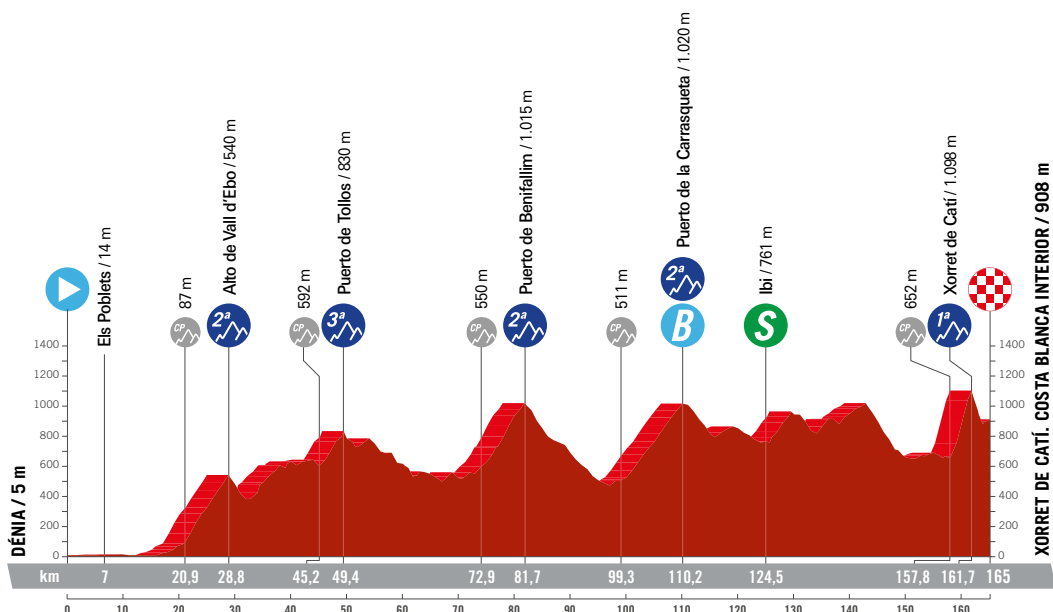 DÉNIA / 5 m
Els Poblets / 14 m
CP
87 m
2ª
Alto de Vall d'Ebo / 540 m
CP
592 m
3ª
Puerto de Tollos / 830 m
CP
550 m
2ª
Puerto de Benifallim / 1.015 m
CP
511 m
2ª
B
Puerto de la Carrasqueta / 1.020 m
S
Ibi / 761 m
CP
652 m
1ª
Xorret de Catí / 1.098 m
XORRET DE CATÍ. COSTA BLANCA INTERIOR / 908 m
1400 1400
1200 1200
1000 1000
800 800
600 600
400 400
200 200
0 0
km 7 20,9 28,8 45,2 49,4 72,9 81,7 99,3 110,2 124,5 157,8 161,7 165
0 10 20 30 40 50 60 70 80 90 100 110 120 130 140 150 160